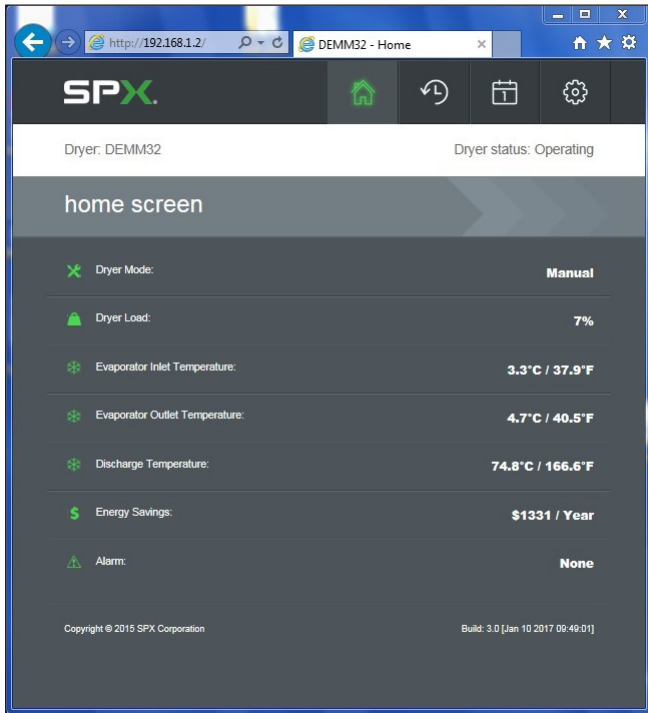 http://192.168.1.2/
DEMM32 - Home
SPX.
1
Dryer: DEMM32 Dryer status: Operating
home screen
Dryer Mode: Manual
Dryer Load: 7%
Evaporator Inlet Temperature: 3.3°C / 37.9°F
Evaporator Outlet Temperature: 4.7°C / 40.5°F
Discharge Temperature: 74.8°C / 166.6°F
Energy Savings: $1331 / Year
Alarm: None
Copyright © 2015 SPX Corporation Build: 3.0 [Jan 10 2017 09:49:01]